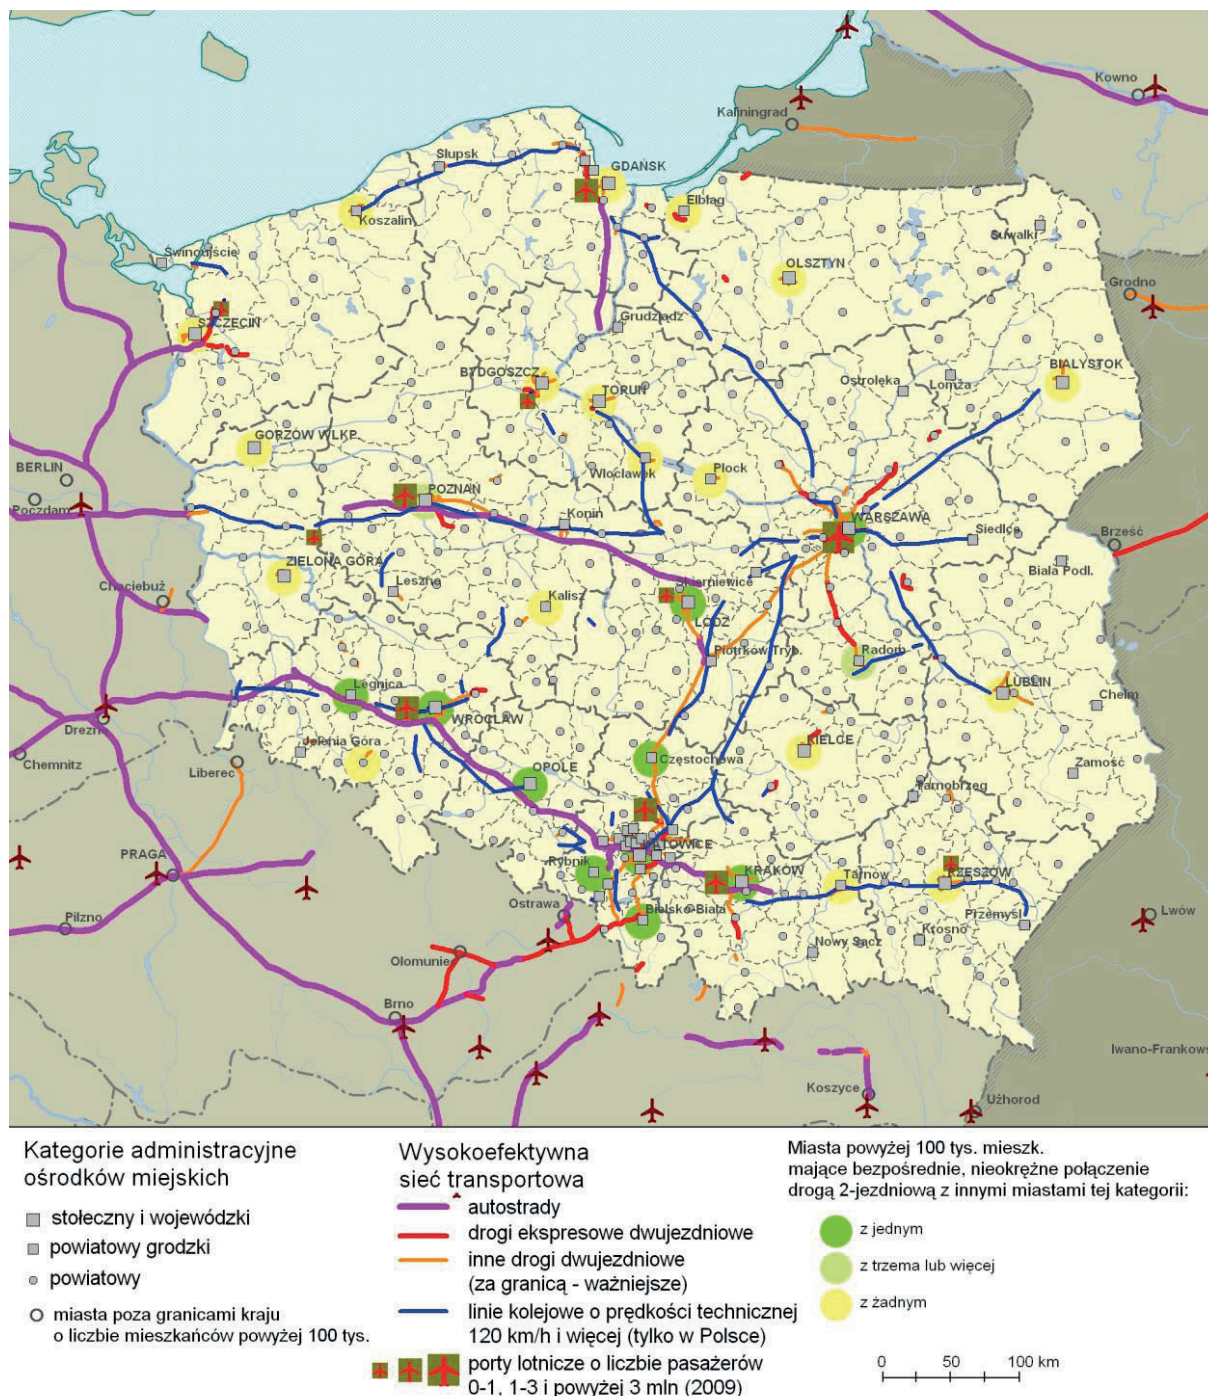 Kowno
Kaliningrad
Słupsk
GDAŃSK
Koszalin
Elbląg
Suwałki
Świnoujście
OLSZTYN
Grodno
SZCZECIN
Grudziądz
BYDGOSZCZ
TORUŃ
Ostrołęka
Łomża
BIAŁYSTOK
GORZÓW WLKP.
BERLIN
Włocławek
Płock
POZNAŃ
Poczdam
Konin
WARSZAWA
Siedlce
Brześć
ZIELONA GÓRA
Leszno
Skierniewice
Biała Podl.
Chociebuż
Kalisz
ŁÓDŹ
Piotrków Tryb.
Radom
Legnica
LUBLIN
Chełm
WROCŁAW
Drezno
Jelenia Góra
KIELCE
Chemnitz
Liberec
OPOLE
Częstochowa
Zamość
Tarnobrzeg
PRAGA
Rybnik
KATOWICE
KRAKÓW
Tarnów
RZESZÓW
Ostrawa
Bielsko-Biała
Przemyśl
Lwów
Pilzno
Nowy Sącz
Krosno
Ołomuniec
Brno
Iwano-Frankows
Koszyce
Użhorod
Kategorie administracyjne
ośrodków miejskich
stołeczny i wojewódzki
powiatowy grodzki
powiatowy
miasta poza granicami kraju
o liczbie mieszkańców powyżej 100 tys.
Wysokoefektywna
sieć transportowa
autostrady
drogi ekspresowe dwujezdniowe
inne drogi dwujezdniowe
(za granicą - ważniejsze)
linie kolejowe o prędkości technicznej
120 km/h i więcej (tylko w Polsce)
porty lotnicze o liczbie pasażerów
0-1, 1-3 i powyżej 3 mln (2009)
Miasta powyżej 100 tys. mieszk.
mające bezpośrednie, nieokrężne połączenie
drogą 2-jezdniową z innymi miastami tej kategorii:
z jednym
z trzema lub więcej
z żadnym
0 50 100 km